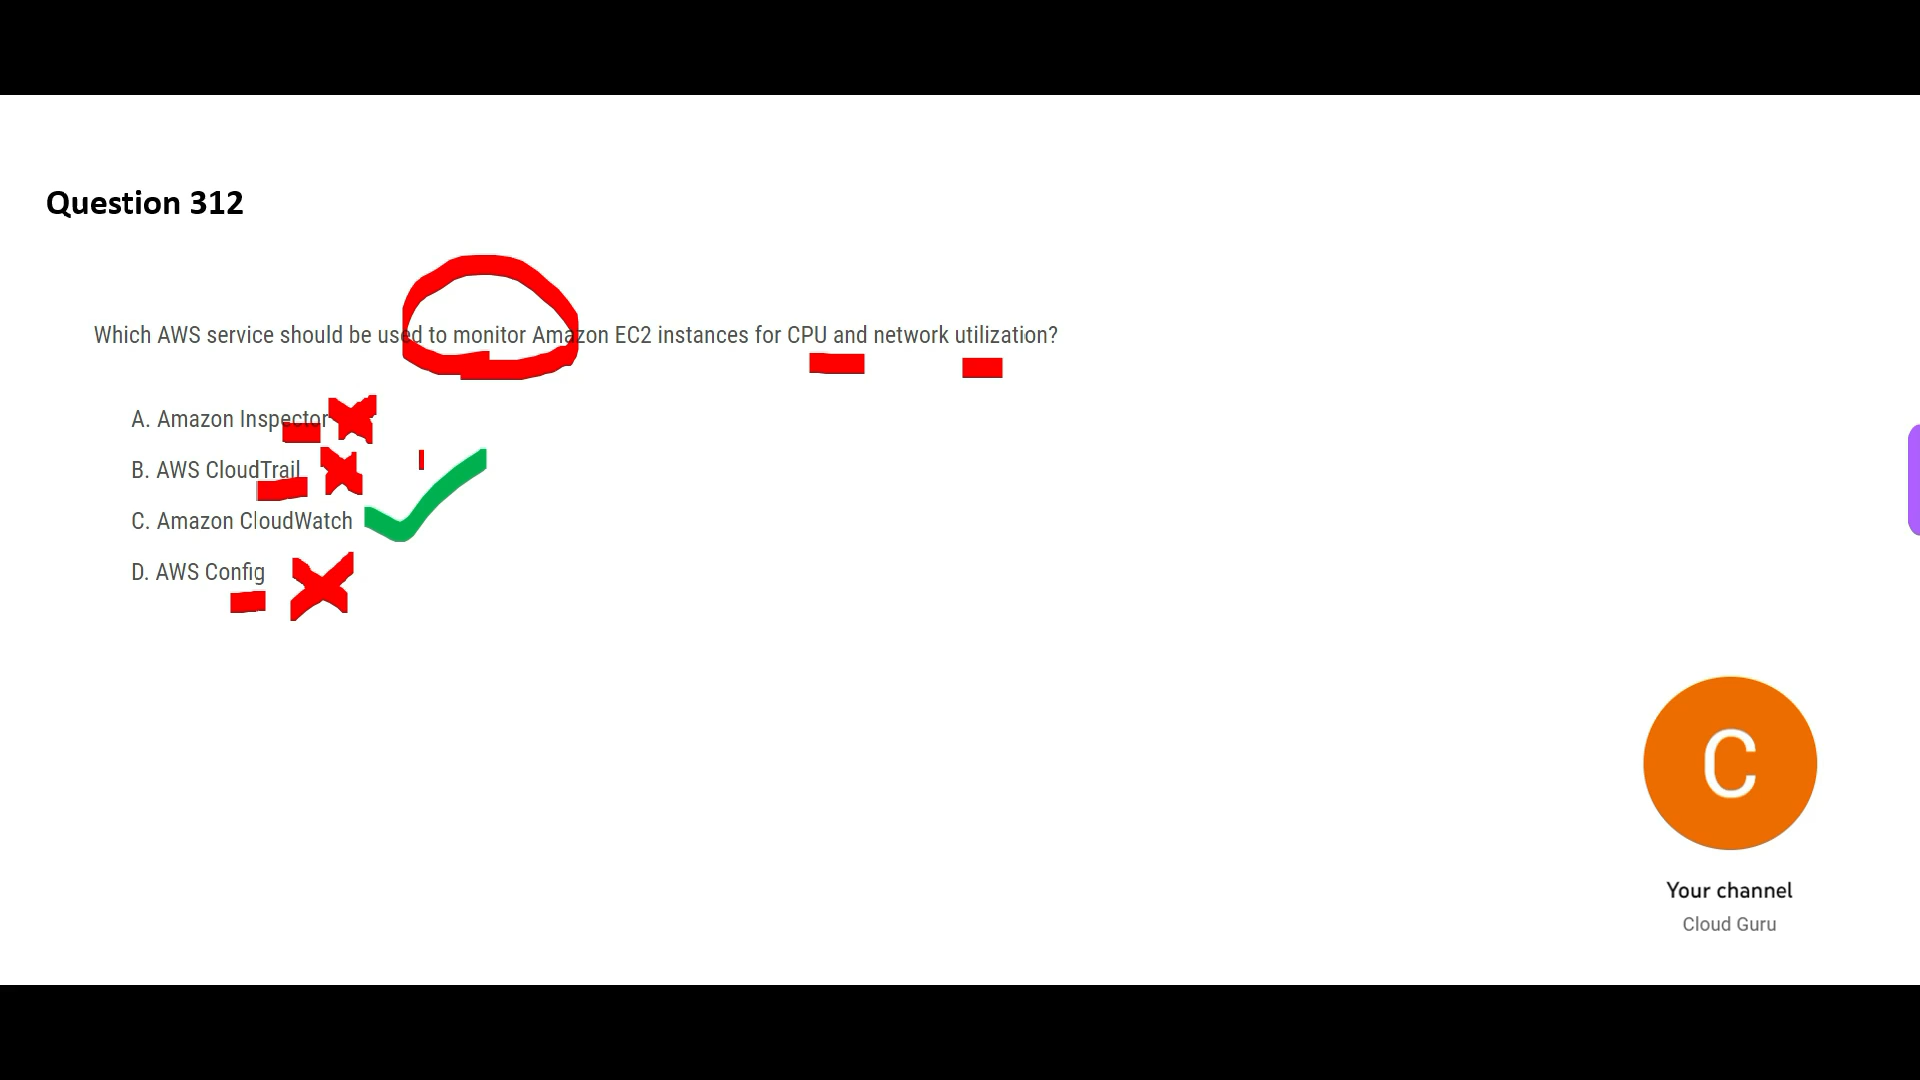 Question 312
Which AWS service should be used to monitor Amazon EC2 instances for CPU and network utilization?
A. Amazon Inspector
B. AWS CloudTrail
C. Amazon CloudWatch
D. AWS Config
C
Your channel
Cloud Guru